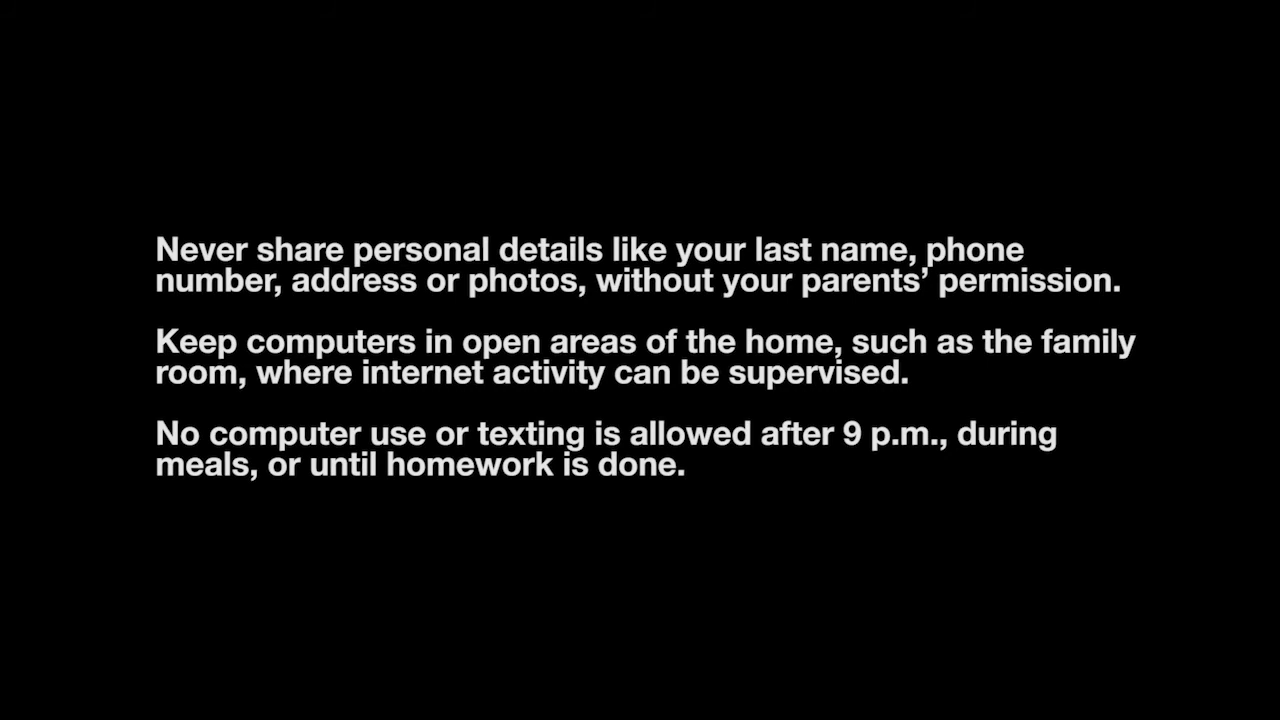 Never share personal details like your last name, phone
number, address or photos, without your parents’ permission.
Keep computers in open areas of the home, such as the family
room, where internet activity can be supervised.
No computer use or texting is allowed after 9 p.m., during
meals, or until homework is done.